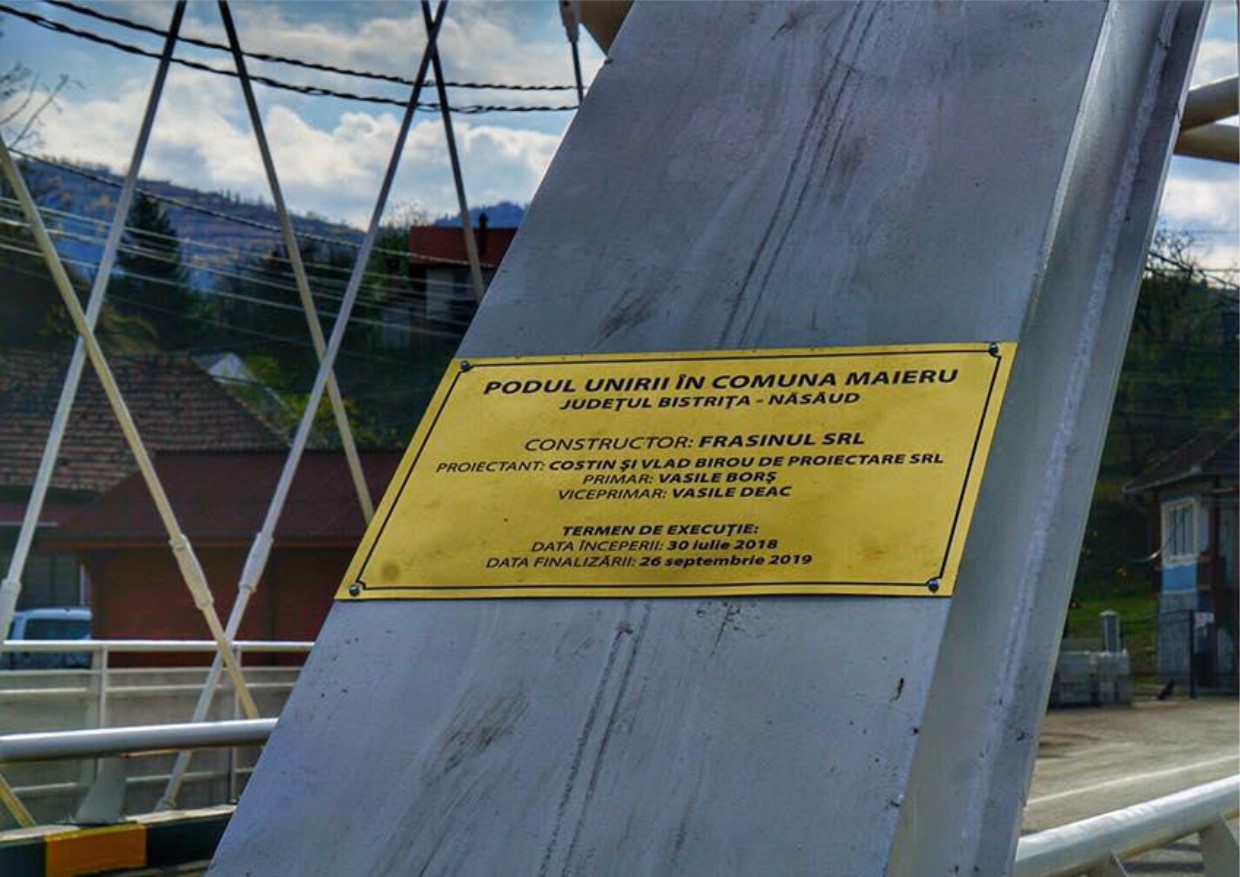 PODUL UNIRII ÎN COMUNA MAIERU
JUDEȚUL BISTRIȚA - NĂSĂUD
CONSTRUCTOR: FRASINUL SRL
PROIECTANT: COSTIN ȘI VLAD BIROU DE PROIECTARE SRL
PRIMAR: VASILE BORȘ
VICEPRIMAR: VASILE DEAC
TERMEN DE EXECUȚIE:
DATA ÎNCEPERII: 30 iulie 2018
DATA FINALIZĂRII: 26 septembrie 2019